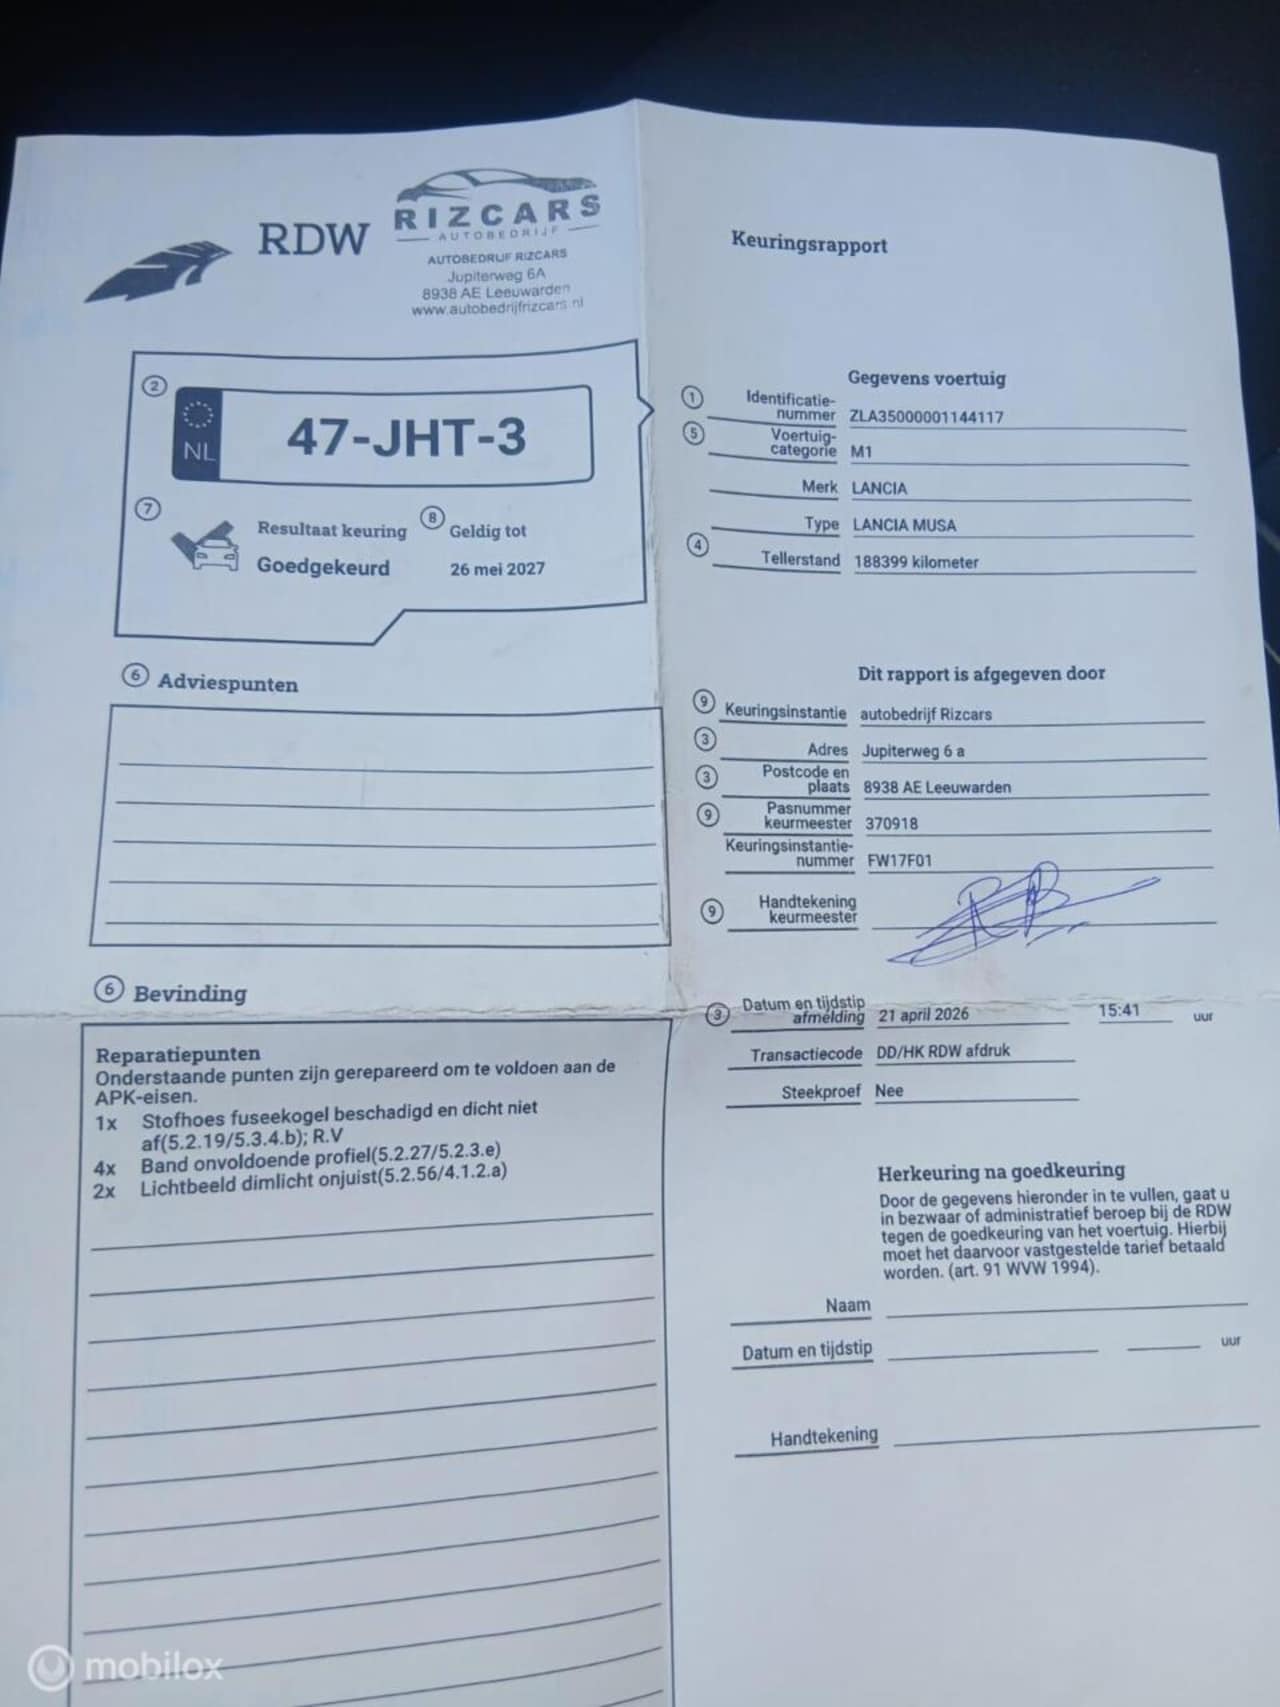 RDW
RIZCARS
AUTOBEDRIJF
AUTOBEDRIJF RIZCARS
Jupiterweg 6A
8938 AE Leeuwarden
www.autobedrijfrizcars.nl
Keuringsrapport
2
NL
47-JHT-3
7
Resultaat keuring
8
Geldig tot
Goedgekeurd
26 mei 2027
Gegevens voertuig
1
Identificatie-
nummer ZLA35000001144117
5
Voertuig-
categorie M1
Merk LANCIA
Type LANCIA MUSA
4
Tellerstand 188399 kilometer
6 Adviespunten
Dit rapport is afgegeven door
9 Keuringsinstantie autobedrijf Rizcars
3
Adres Jupiterweg 6 a
3 Postcode en
plaats 8938 AE Leeuwarden
9 Pasnummer
keurmeester 370918
Keuringsinstantie-
nummer FW17F01
9 Handtekening
keurmeester
6 Bevinding
Reparatiepunten
Onderstaande punten zijn gerepareerd om te voldoen aan de
APK-eisen.
1x Stofhoes fuseekogel beschadigd en dicht niet
af(5.2.19/5.3.4.b); R.V
4x Band onvoldoende profiel(5.2.27/5.2.3.e)
2x Lichtbeeld dimlicht onjuist(5.2.56/4.1.2.a)
3 Datum en tijdstip
afmelding 21 april 2026 15:41 uur
Transactiecode DD/HK RDW afdruk
Steekproef Nee
Herkeuring na goedkeuring
Door de gegevens hieronder in te vullen, gaat u
in bezwaar of administratief beroep bij de RDW
tegen de goedkeuring van het voertuig. Hierbij
moet het daarvoor vastgestelde tarief betaald
worden. (art. 91 WVW 1994).
Naam
Datum en tijdstip uur
Handtekening
mobilox